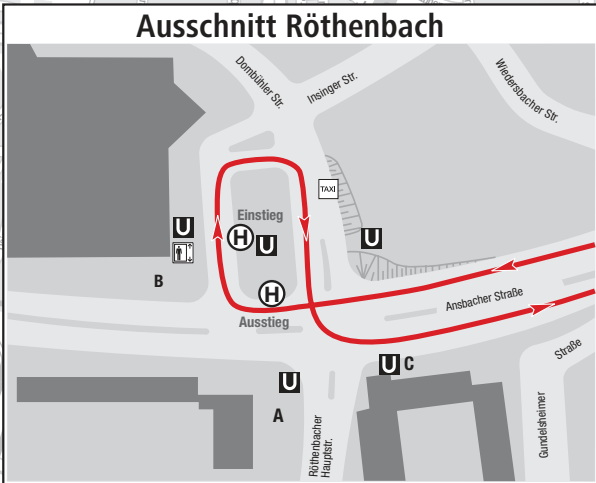 Ausschnitt Röthenbach
Dombühler Str.
Insinger Str.
Wiedersbacher Str.
TAXI
U
Einstieg
H
U
U
B
H
Ausstieg
Ansbacher Straße
U
C
U
A
Röthenbacher
Hauptstr.
Gundelsheimer
Straße